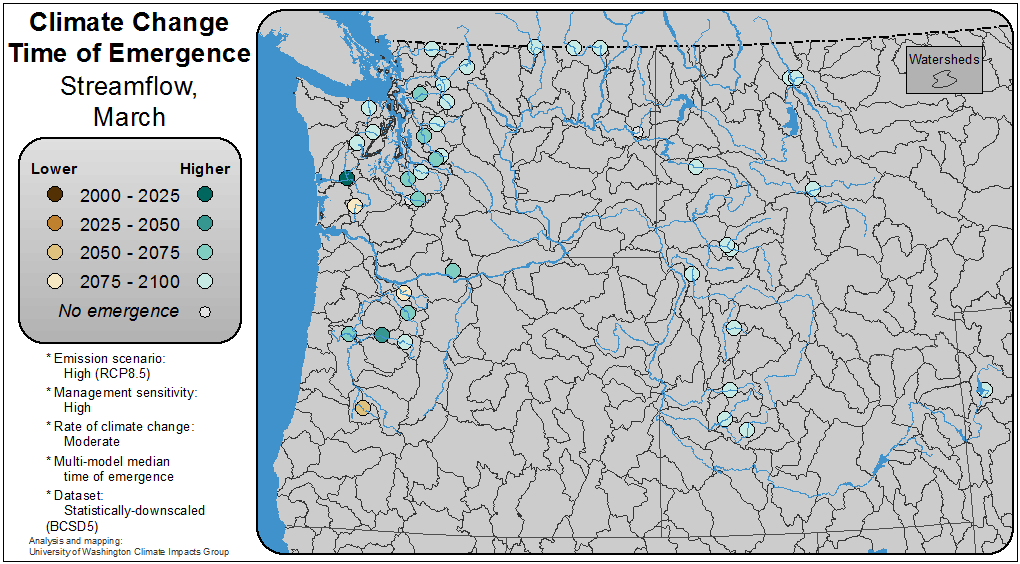 Climate Change
Time of Emergence
Streamflow,
March
Lower Higher
2000 - 2025
2025 - 2050
2050 - 2075
2075 - 2100
No emergence
* Emission scenario:
High (RCP8.5)
* Management sensitivity:
High
* Rate of climate change:
Moderate
* Multi-model median
time of emergence
* Dataset:
Statistically-downscaled
(BCSD5)
Analysis and mapping:
University of Washington Climate Impacts Group
Watersheds